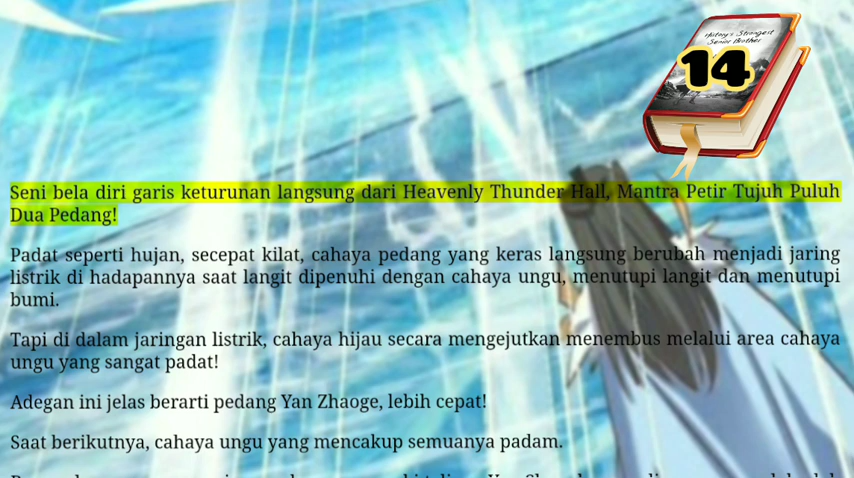 History's Strongest
Senior Brother
14
Seni bela diri garis keturunan langsung dari Heavenly Thunder Hall, Mantra Petir Tujuh Puluh
Dua Pedang!
Padat seperti hujan, secepat kilat, cahaya pedang yang keras langsung berubah menjadi jaring
listrik di hadapannya saat langit dipenuhi dengan cahaya ungu, menutupi langit dan menutupi
bumi.
Tapi di dalam jaringan listrik, cahaya hijau secara mengejutkan menembus melalui area cahaya
ungu yang sangat padat!
Adegan ini jelas berarti pedang Yan Zhaoge, lebih cepat!
Saat berikutnya, cahaya ungu yang mencakup semuanya padam.